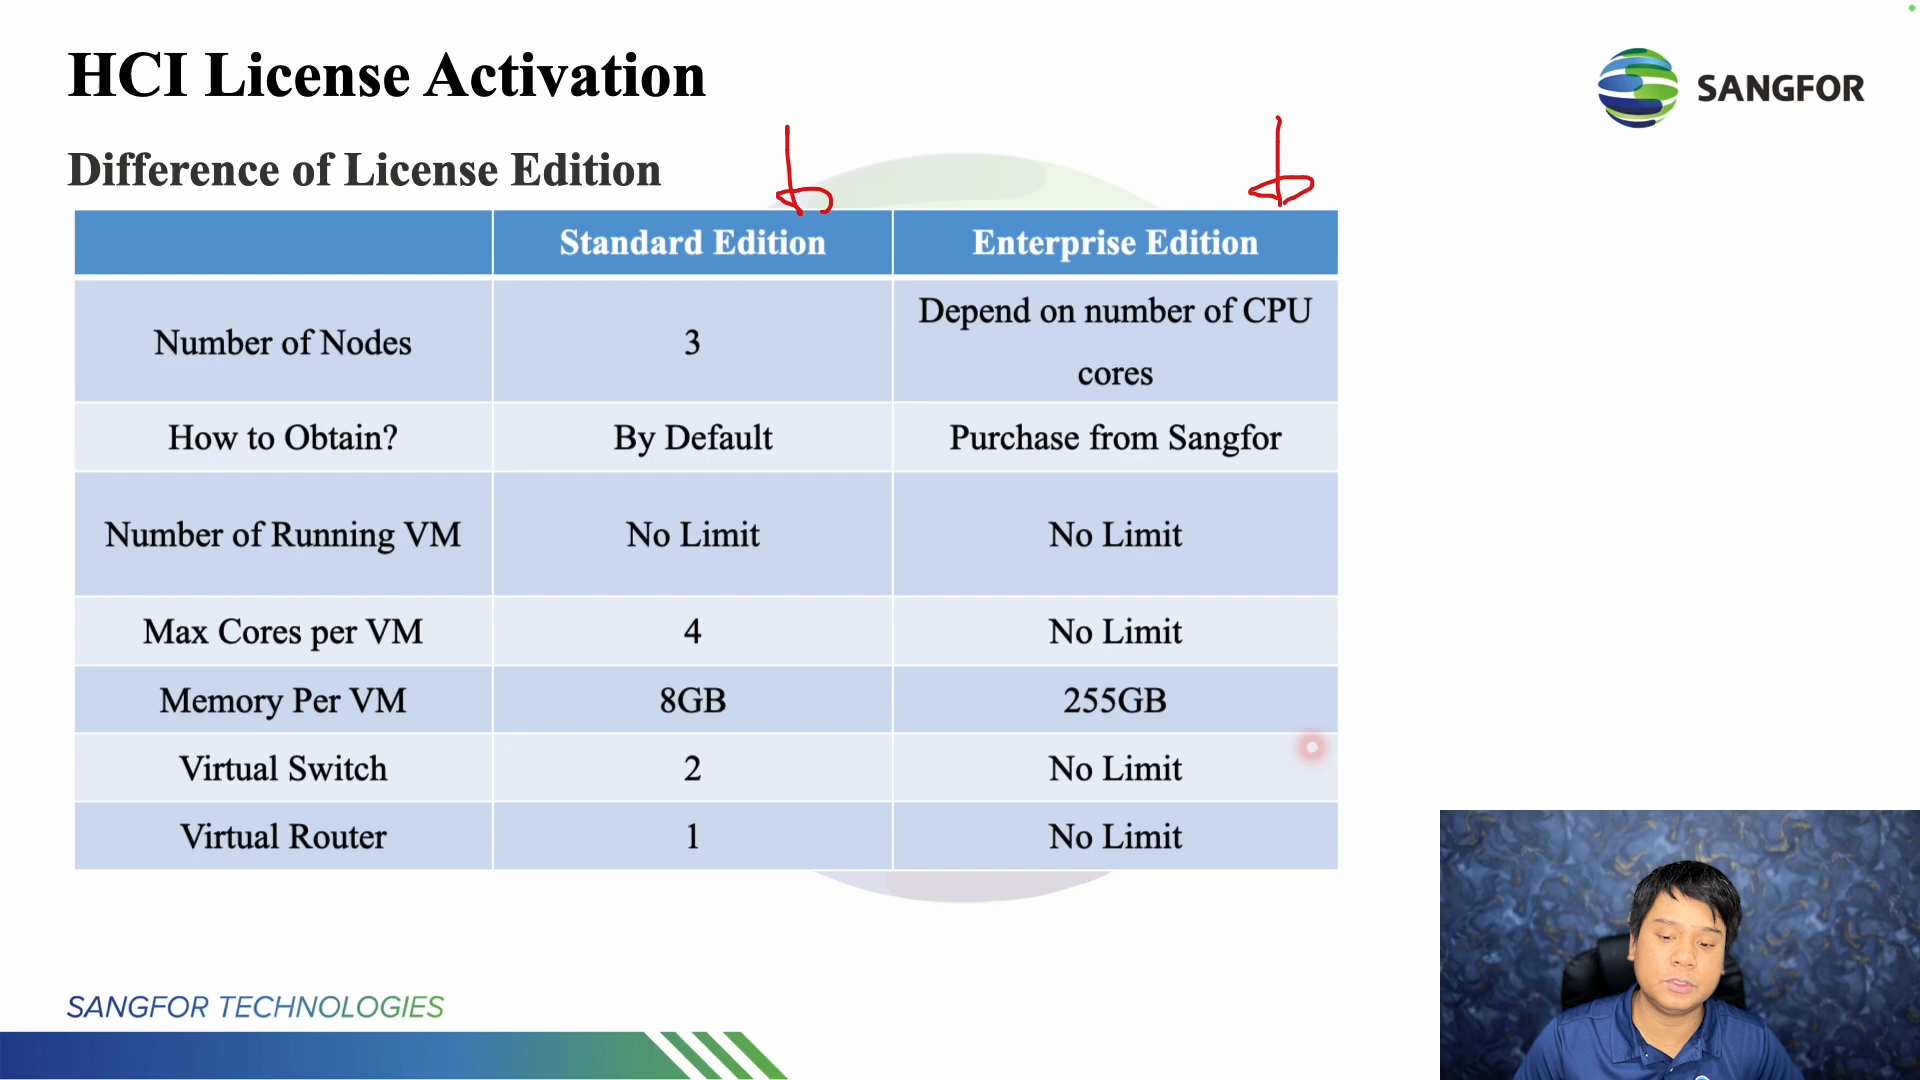 HCI License Activation
SANGFOR
Difference of License Edition
Standard Edition
Enterprise Edition
Number of Nodes
3
Depend on number of CPU
cores
How to Obtain?
By Default
Purchase from Sangfor
Number of Running VM
No Limit
No Limit
Max Cores per VM
4
No Limit
Memory Per VM
8GB
255GB
Virtual Switch
2
No Limit
Virtual Router
1
No Limit
SANGFOR TECHNOLOGIES